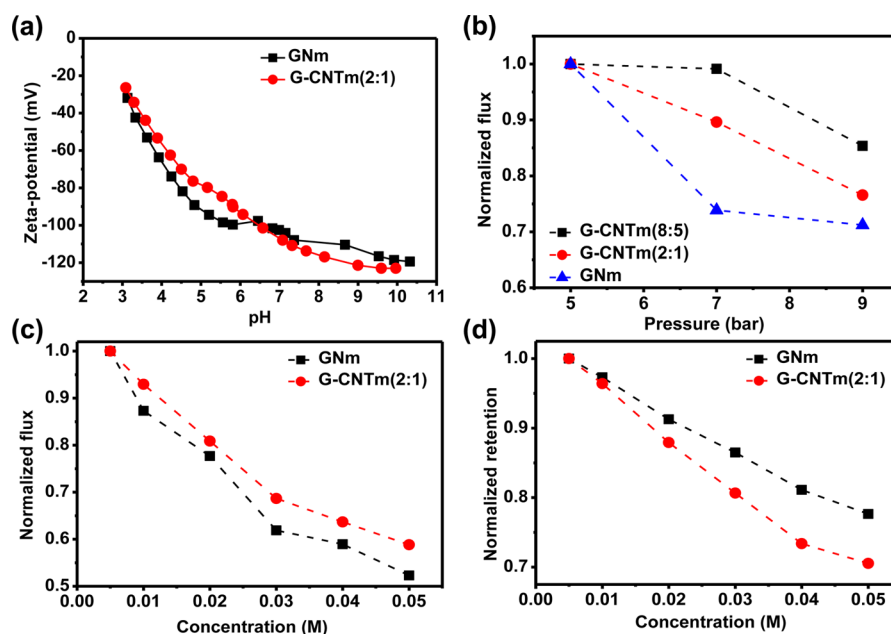 (a)
0
-20
-40
-60
-80
-100
-120
Zeta-potential (mV)
GNm
G-CNTm(2:1)
2 3 4 5 6 7 8 9 10 11
pH
(b)
1.0
0.9
0.8
0.7
0.6
Normalized flux
G-CNTm(8:5)
G-CNTm(2:1)
GNm
5 6 7 8 9
Pressure (bar)
(c)
1.0
0.9
0.8
0.7
0.6
0.5
Normalized flux
GNm
G-CNTm(2:1)
0.00 0.01 0.02 0.03 0.04 0.05
Concentration (M)
(d)
1.0
0.9
0.8
0.7
Normalized retention
GNm
G-CNTm(2:1)
0.00 0.01 0.02 0.03 0.04 0.05
Concentration (M)